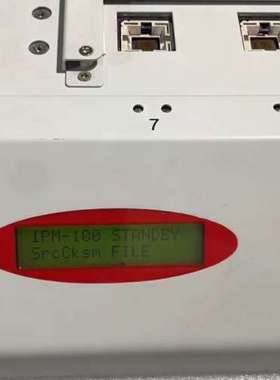 7
IPM-100 STANDBY
SrcCksm FILE